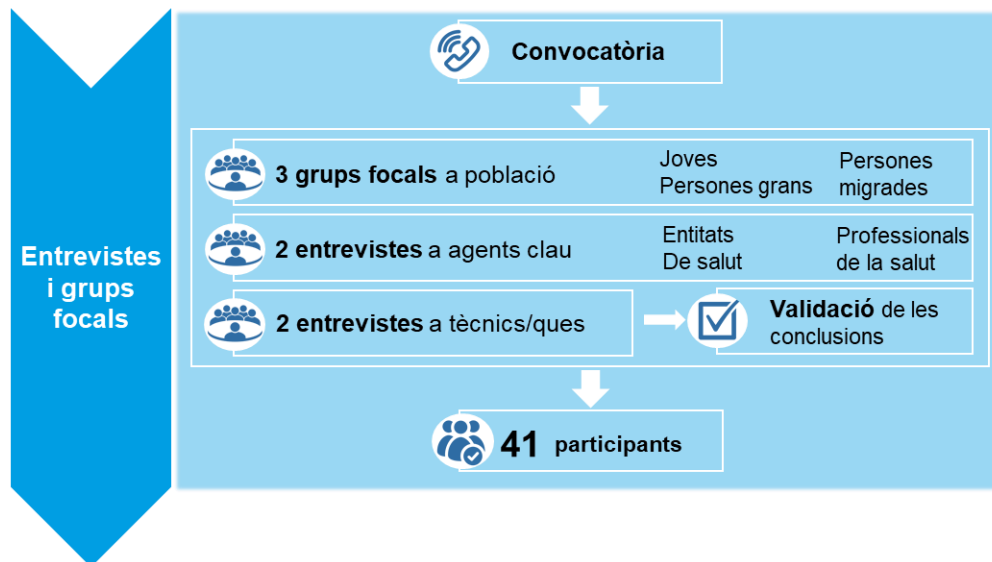 Convocatòria
3 grups focals a població
Joves
Persones grans
Persones
migrades
Entrevistes
i grups
focals
2 entrevistes a agents clau
Entitats
De salut
Professionals
de la salut
2 entrevistes a tècnics/ques
Validació de les
conclusions
41 participants